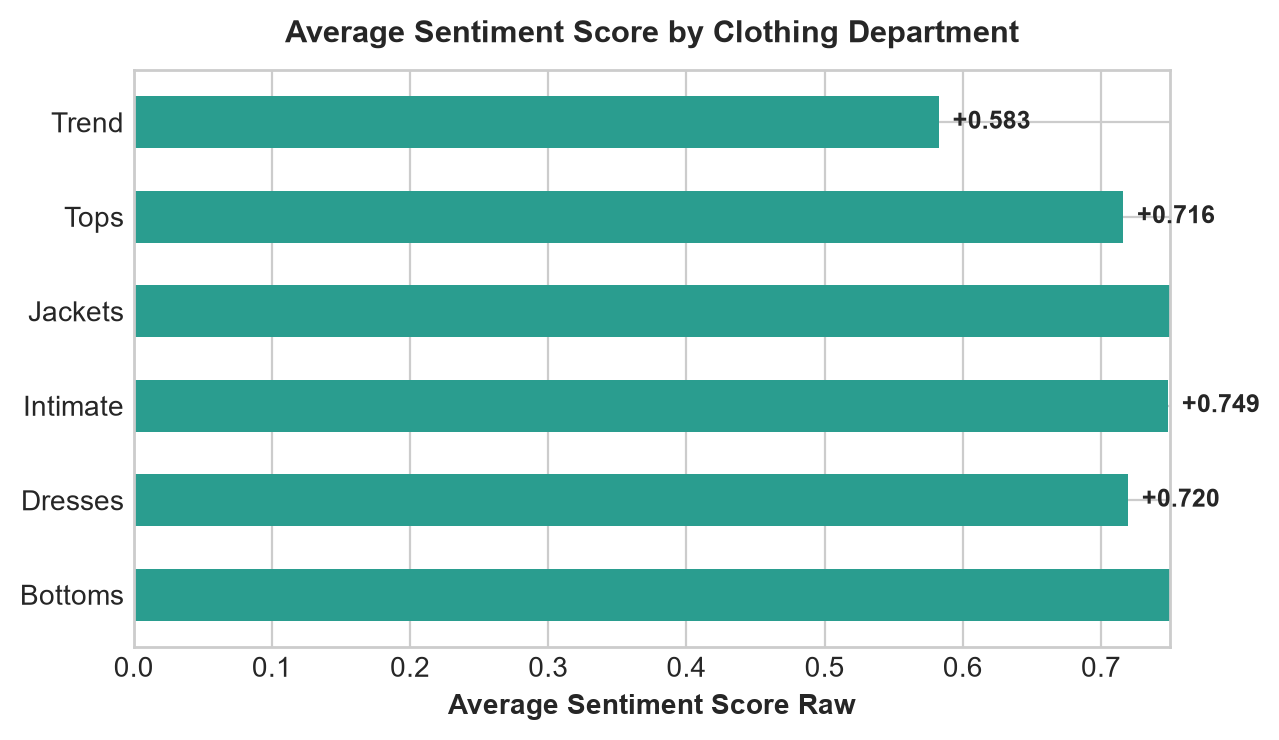 Average Sentiment Score by Clothing Department
Trend
+0.583
Tops
+0.716
Jackets
Intimate
+0.749
Dresses
+0.720
Bottoms
0.0 0.1 0.2 0.3 0.4 0.5 0.6 0.7
Average Sentiment Score Raw